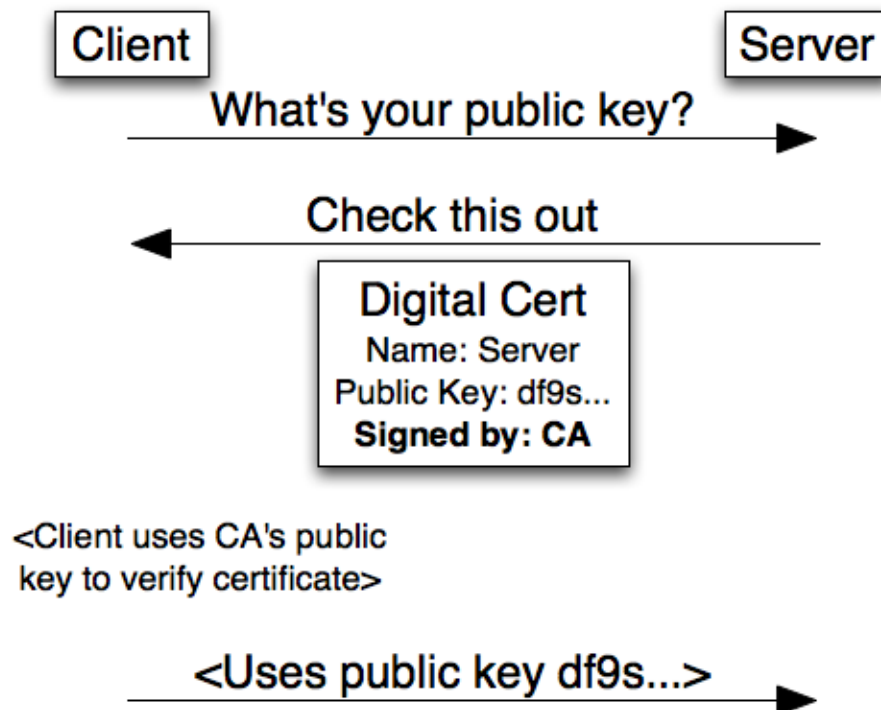 Client
Server
What's your public key?
Check this out
Digital Cert
Name: Server
Public Key: df9s...
Signed by: CA
<Client uses CA's public
key to verify certificate>
<Uses public key df9s...>